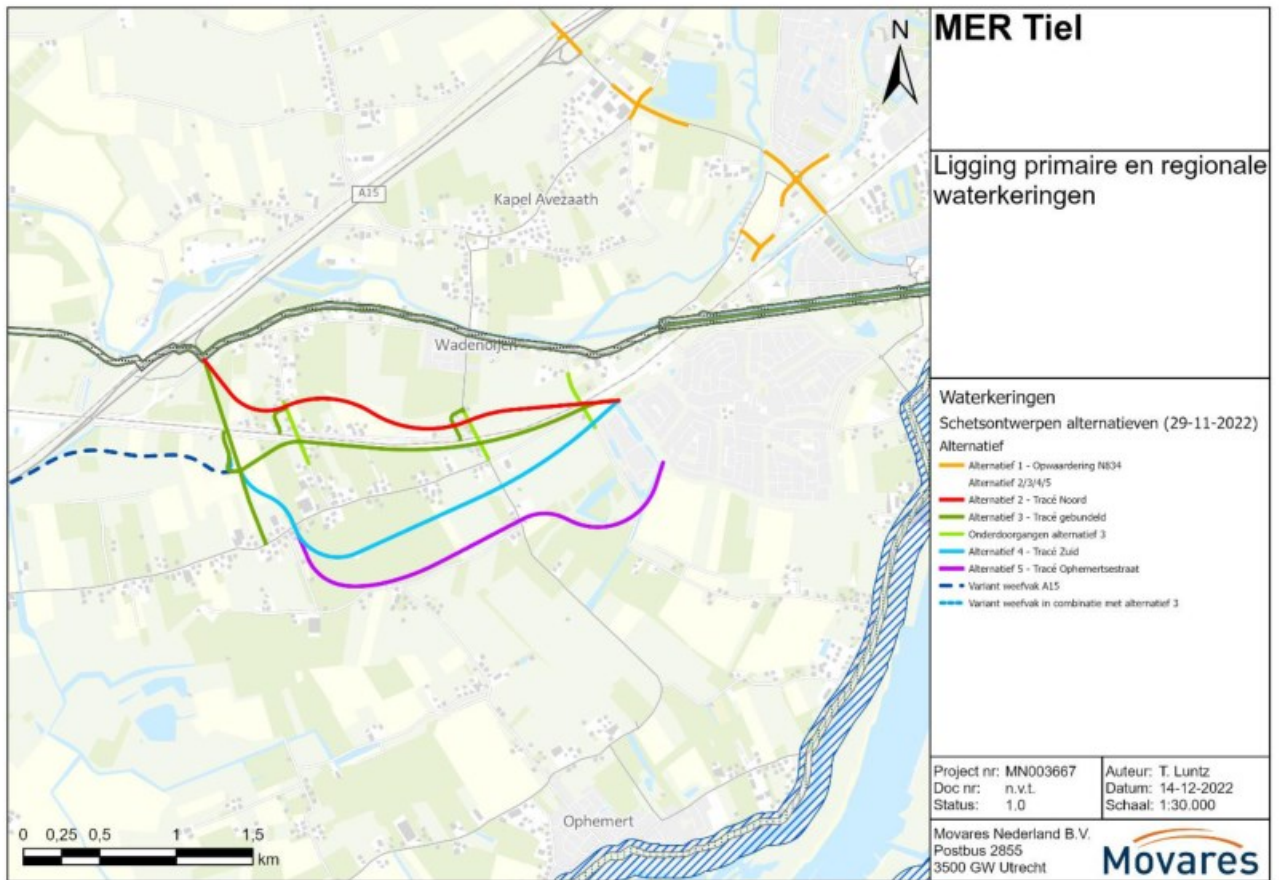 MER Tiel
Ligging primaire en regionale
waterkeringen
N
A15
Kapel Avezaath
Wadenoijen
Ophemert
0 0,25 0,5 1 1,5
km
Waterkeringen
Schetsontwerpen alternatieven (29-11-2022)
Alternatief
Alternatief 1 - Opwaardering N834
Alternatief 2/3/4/5
Alternatief 2 - Tracé Noord
Alternatief 3 - Tracé gebundeld
Onderdoorgangen alternatief 3
Alternatief 4 - Tracé Zuid
Alternatief 5 - Tracé Ophemertsestraat
Variant weefvak A15
Variant weefvak in combinatie met alternatief 3
Project nr: MN003667
Doc nr: n.v.t.
Status: 1.0
Auteur: T. Luntz
Datum: 14-12-2022
Schaal: 1:30.000
Movares Nederland B.V.
Postbus 2855
3500 GW Utrecht
Movares